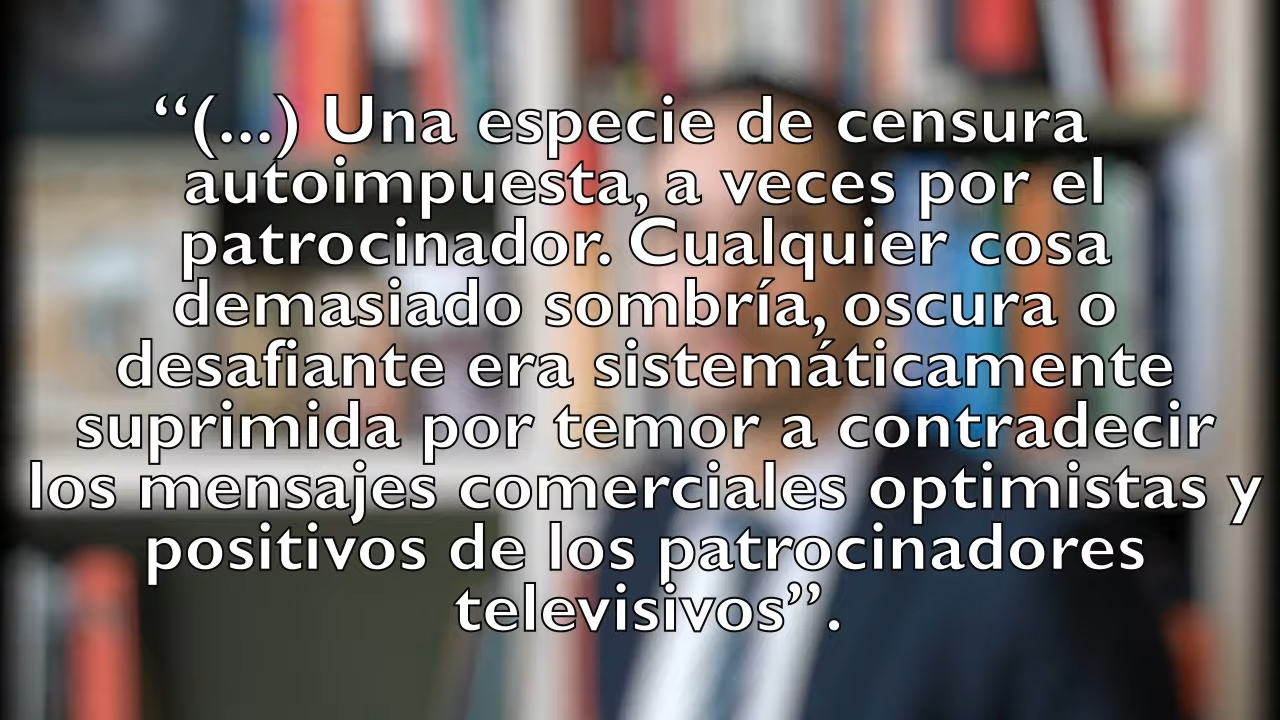 “(...) Una especie de censura
autoimpuesta, a veces por el
patrocinador. Cualquier cosa
demasiado sombría, oscura o
desafiante era sistemáticamente
suprimida por temor a contradecir
los mensajes comerciales optimistas y
positivos de los patrocinadores
televisivos”.